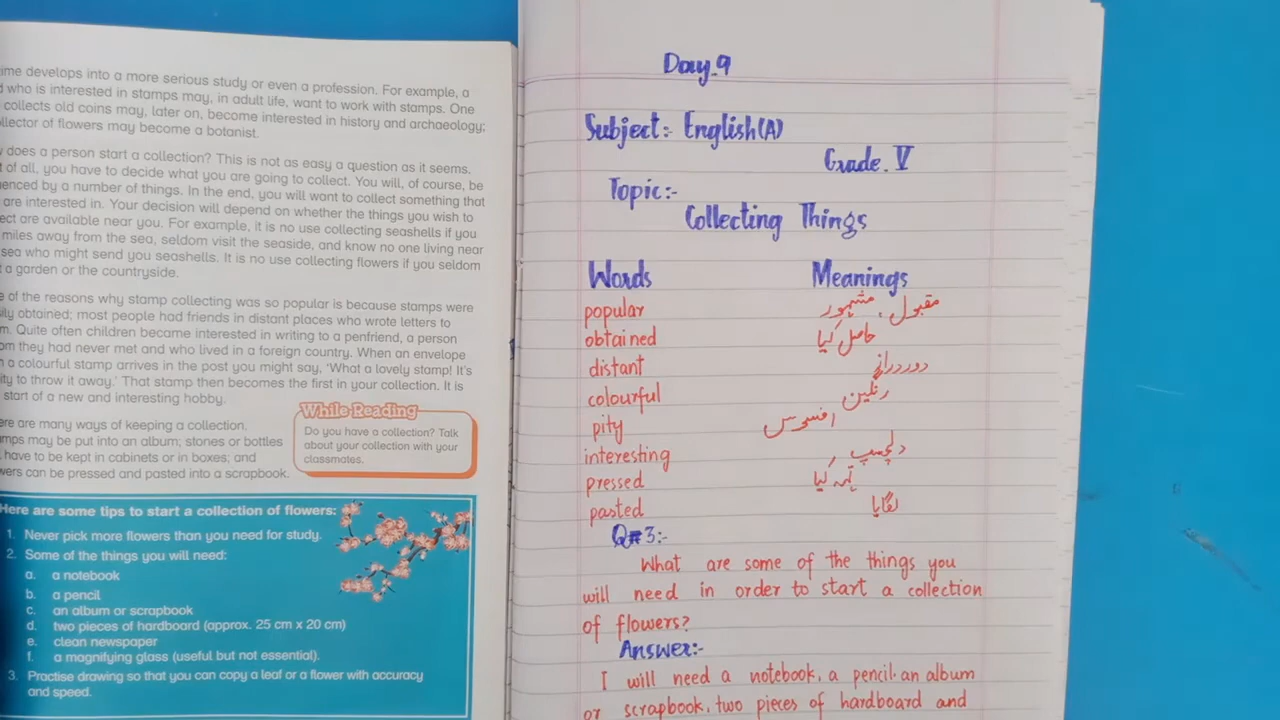 ime develops into a more serious study or even a profession. For example, a
who is interested in stamps may, in adult life, want to work with stamps. One
collects old coins may, later on, become interested in history and archaeology;
llector of flowers may become a botanist.
does a person start a collection? This is not as easy a question as it seems.
t of all, you have to decide what you are going to collect. You will, of course, be
enced by a number of things. In the end, you will want to collect something that
are interested in. Your decision will depend on whether the things you wish to
ect are available near you. For example, it is no use collecting seashells if you
miles away from the sea, seldom visit the seaside, and know no one living near
sea who might send you seashells. It is no use collecting flowers if you seldom
t a garden or the countryside.
e of the reasons why stamp collecting was so popular is because stamps were
ily obtained; most people had friends in distant places who wrote letters to
m. Quite often children became interested in writing to a penfriend, a person
om they had never met and who lived in a foreign country. When an envelope
a colourful stamp arrives in the post you might say, 'What a lovely stamp! It's
ity to throw it away.' That stamp then becomes the first in your collection. It is
start of a new and interesting hobby.
ere are many ways of keeping a collection.
mps may be put into an album; stones or bottles
have to be kept in cabinets or in boxes; and
wers can be pressed and pasted into a scrapbook.
While Reading
Do you have a collection? Talk
about your collection with your
classmates.
Here are some tips to start a collection of flowers:
1. Never pick more flowers than you need for study.
2. Some of the things you will need:
a. a notebook
b. a pencil
c. an album or scrapbook
d. two pieces of hardboard (approx. 25 cm x 20 cm)
e. clean newspaper
f. a magnifying glass (useful but not essential).
3. Practise drawing so that you can copy a leaf or a flower with accuracy
and speed.
Day.9
Subject:- English(A)
Grade. V
Topic:-
Collecting Things
Words Meanings
popular مقبول ، مشہور
obtained حاصل کیا
distant دوردراز
colourful رنگین
pity افسوس
interesting دلچسپ
pressed تہہ کیا
pasted لگایا
Q#3:-
What are some of the things you
will need in order to start a collection
of flowers?
Answer:-
I will need a notebook, a pencil, an album
or scrapbook, two pieces of hardboard and